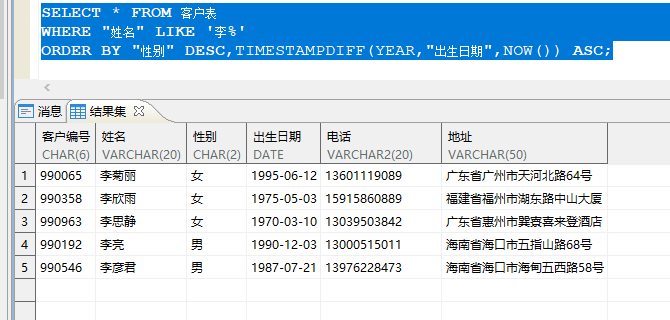 SELECT * FROM 客户表
WHERE "姓名" LIKE '李%'
ORDER BY "性别" DESC,TIMESTAMPDIFF(YEAR,"出生日期",NOW()) ASC;
消息 结果集
客户编号 姓名 性别 出生日期 电话 地址
CHAR(6) VARCHAR(20) CHAR(2) DATE VARCHAR2(20) VARCHAR(50)
1 990065 李菊丽 女 1995-06-12 13601119089 广东省广州市天河北路64号
2 990358 李欣雨 女 1975-05-03 15915860889 福建省福州市湖东路中山大厦
3 990963 李思静 女 1970-03-10 13039503842 广东省惠州市巽寮喜来登酒店
4 990192 李亮 男 1990-12-03 13000515011 海南省海口市五指山路68号
5 990546 李彦君 男 1987-07-21 13976228473 海南省海口市海甸五西路58号